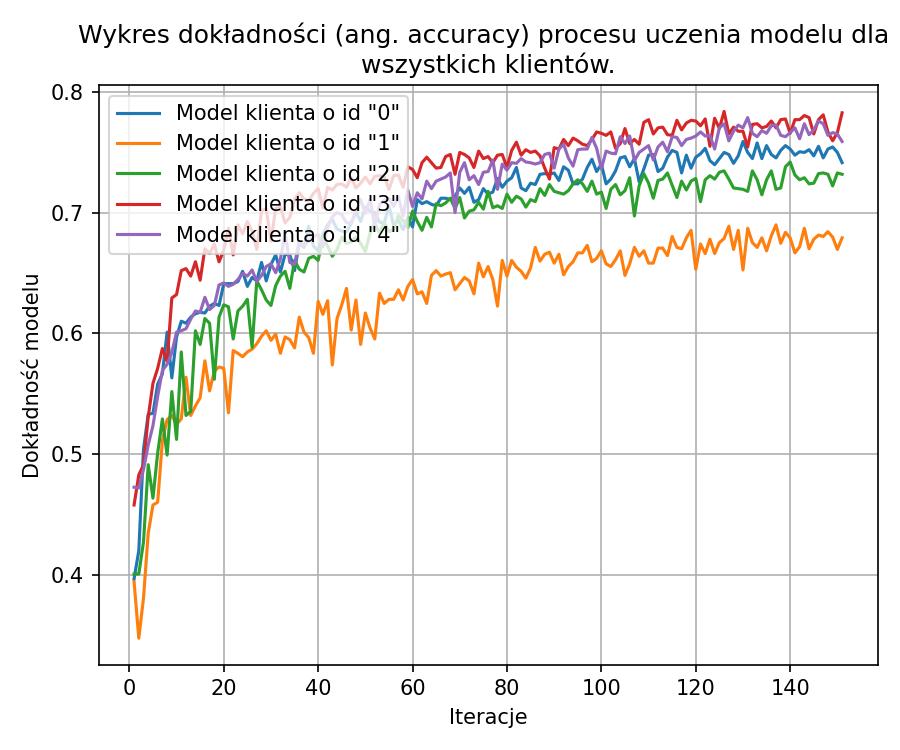 Wykres dokładności (ang. accuracy) procesu uczenia modelu dla
wszystkich klientów.
Dokładność modelu
0.8
0.7
0.6
0.5
0.4
Model klienta o id "0"
Model klienta o id "1"
Model klienta o id "2"
Model klienta o id "3"
Model klienta o id "4"
0 20 40 60 80 100 120 140
Iteracje